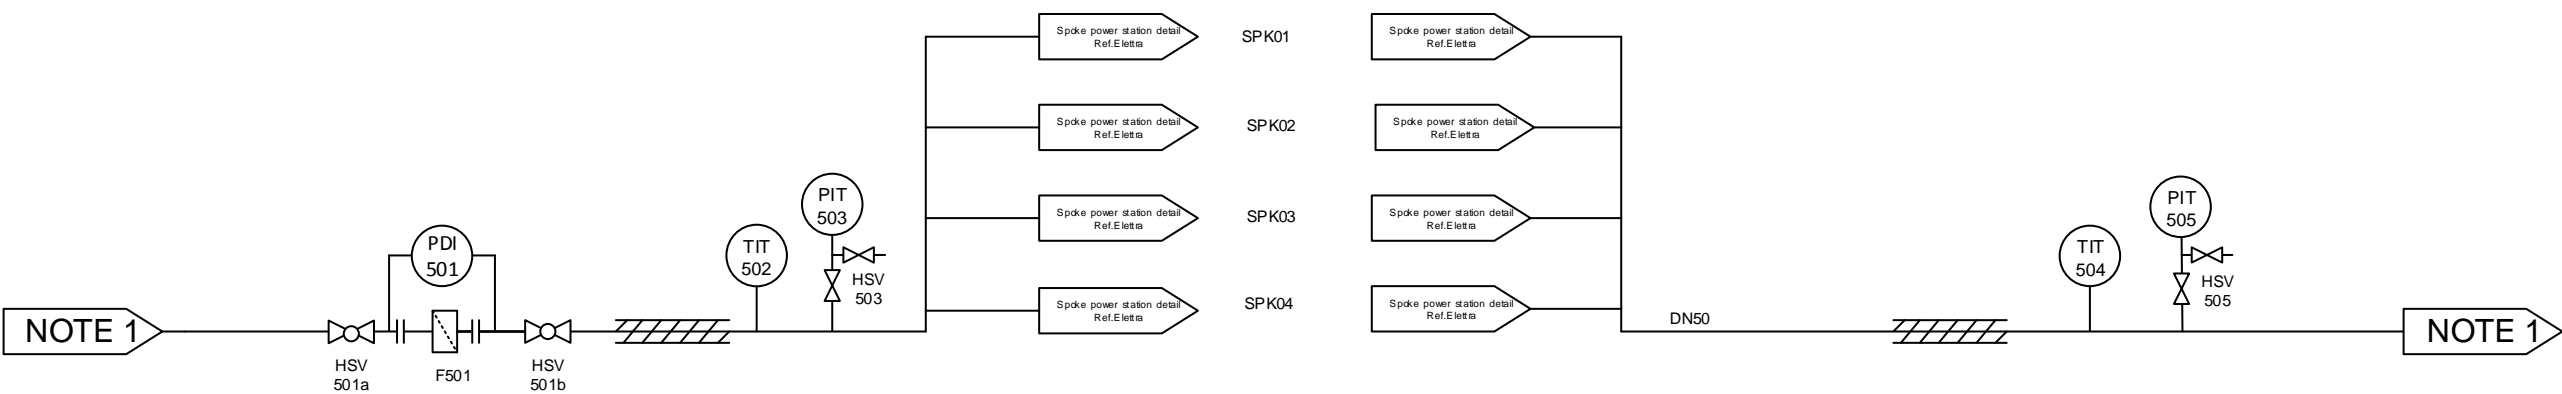 Spoke power station detail
Ref.Elettra
SPK01
Spoke power station detail
Ref.Elettra
Spoke power station detail
Ref.Elettra
SPK02
Spoke power station detail
Ref.Elettra
Spoke power station detail
Ref.Elettra
SPK03
Spoke power station detail
Ref.Elettra
Spoke power station detail
Ref.Elettra
SPK04
Spoke power station detail
Ref.Elettra
NOTE 1
HSV
501a
PDI
501
F501
HSV
501b
TIT
502
PIT
503
HSV
503
DN50
TIT
504
PIT
505
HSV
505
NOTE 1